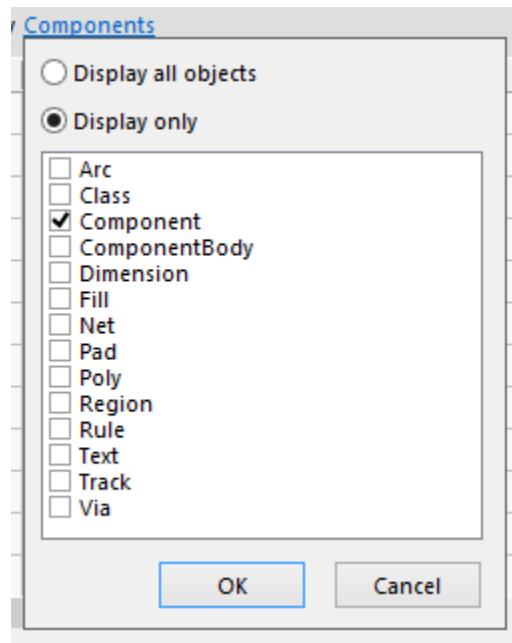 Components
Display all objects
Display only
Arc
Class
Component
ComponentBody
Dimension
Fill
Net
Pad
Poly
Region
Rule
Text
Track
Via
OK Cancel